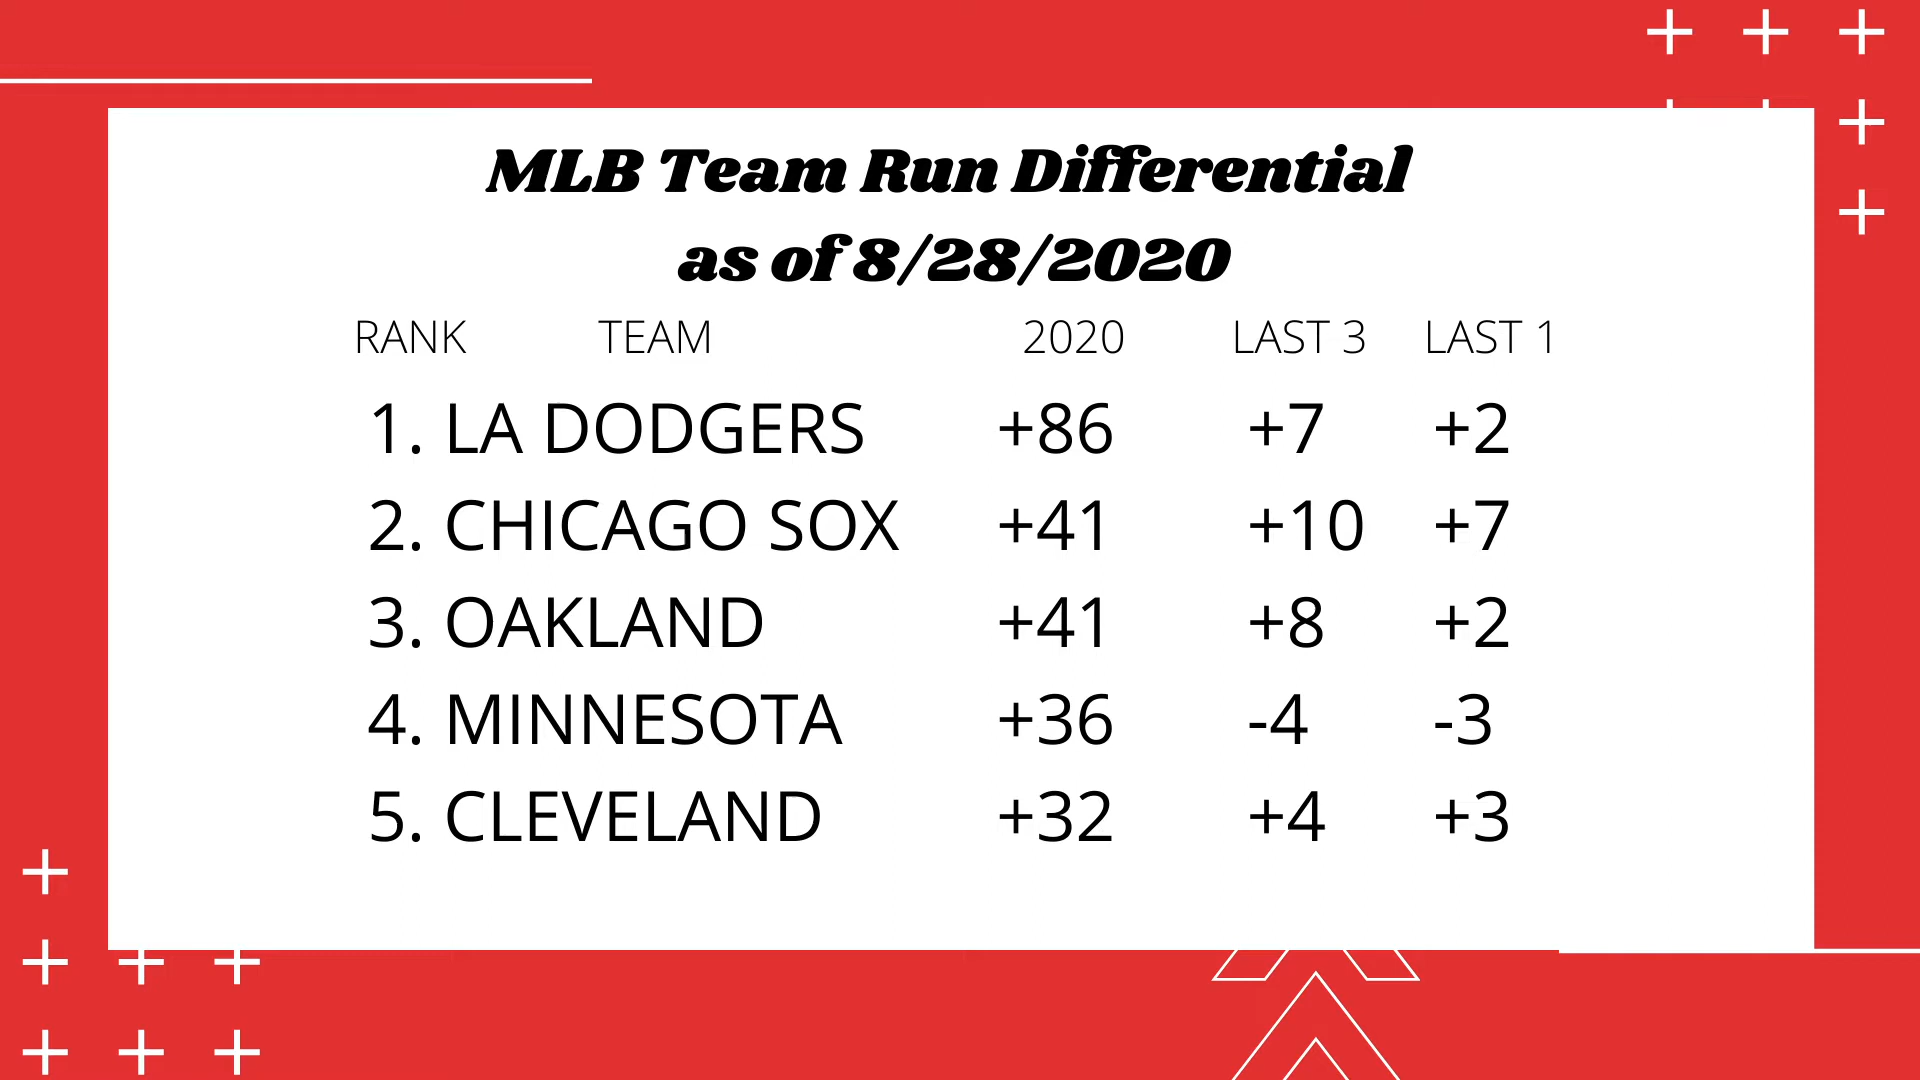 MLB Team Run Differential
as of 8/28/2020
RANK TEAM 2020 LAST 3 LAST 1
1. LA DODGERS +86 +7 +2
2. CHICAGO SOX +41 +10 +7
3. OAKLAND +41 +8 +2
4. MINNESOTA +36 -4 -3
5. CLEVELAND +32 +4 +3